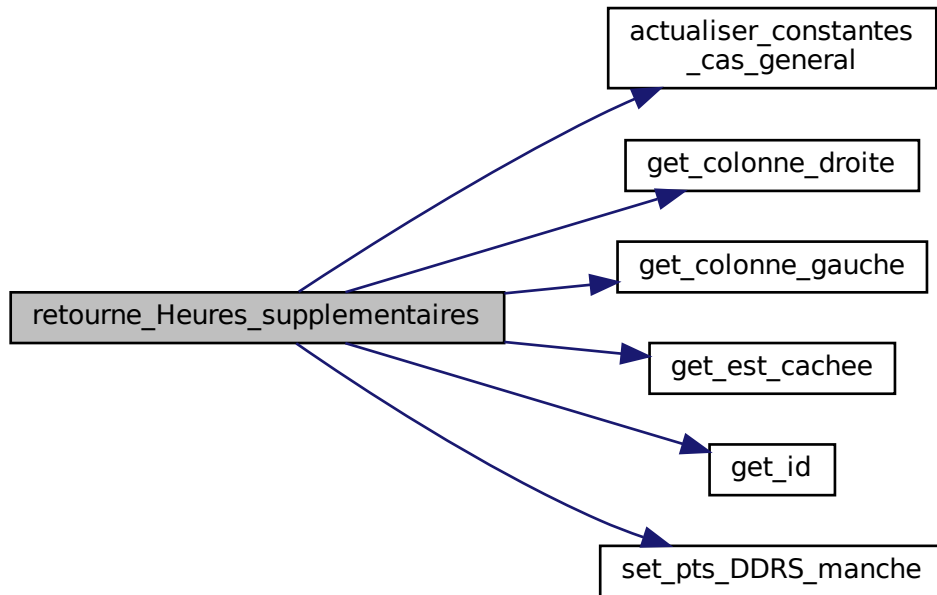 actualiser_constantes
_cas_general
get_colonne_droite
get_colonne_gauche
retourne_Heures_supplementaires
get_est_cachee
get_id
set_pts_DDRS_manche